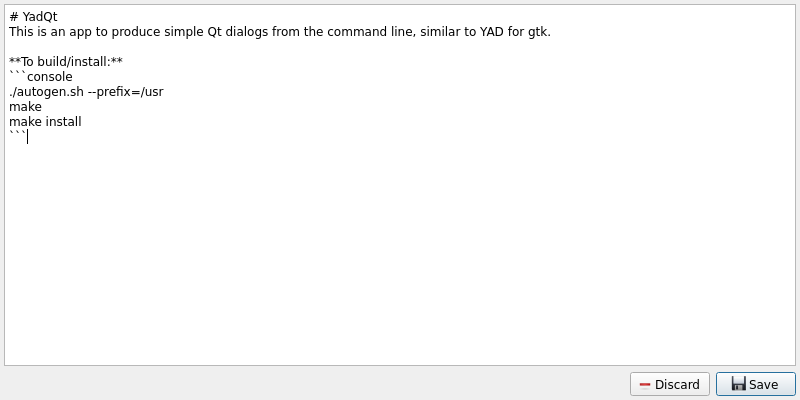 # YadQt
This is an app to produce simple Qt dialogs from the command line, similar to YAD for gtk.

**To build/install:**
```console
./autogen.sh --prefix=/usr
make
make install
```
Discard
Save